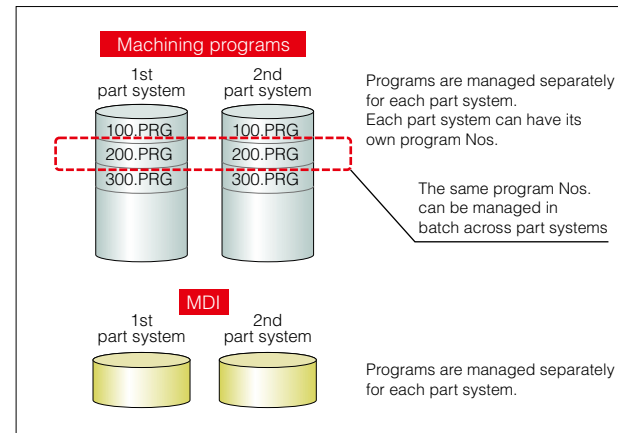 Machining programs
1st
part system
2nd
part system
100.PRG
200.PRG
300.PRG
100.PRG
200.PRG
300.PRG
Programs are managed separately
for each part system.
Each part system can have its
own program Nos.
The same program Nos.
can be managed in
batch across part systems
MDI
1st
part system
2nd
part system
Programs are managed separately
for each part system.